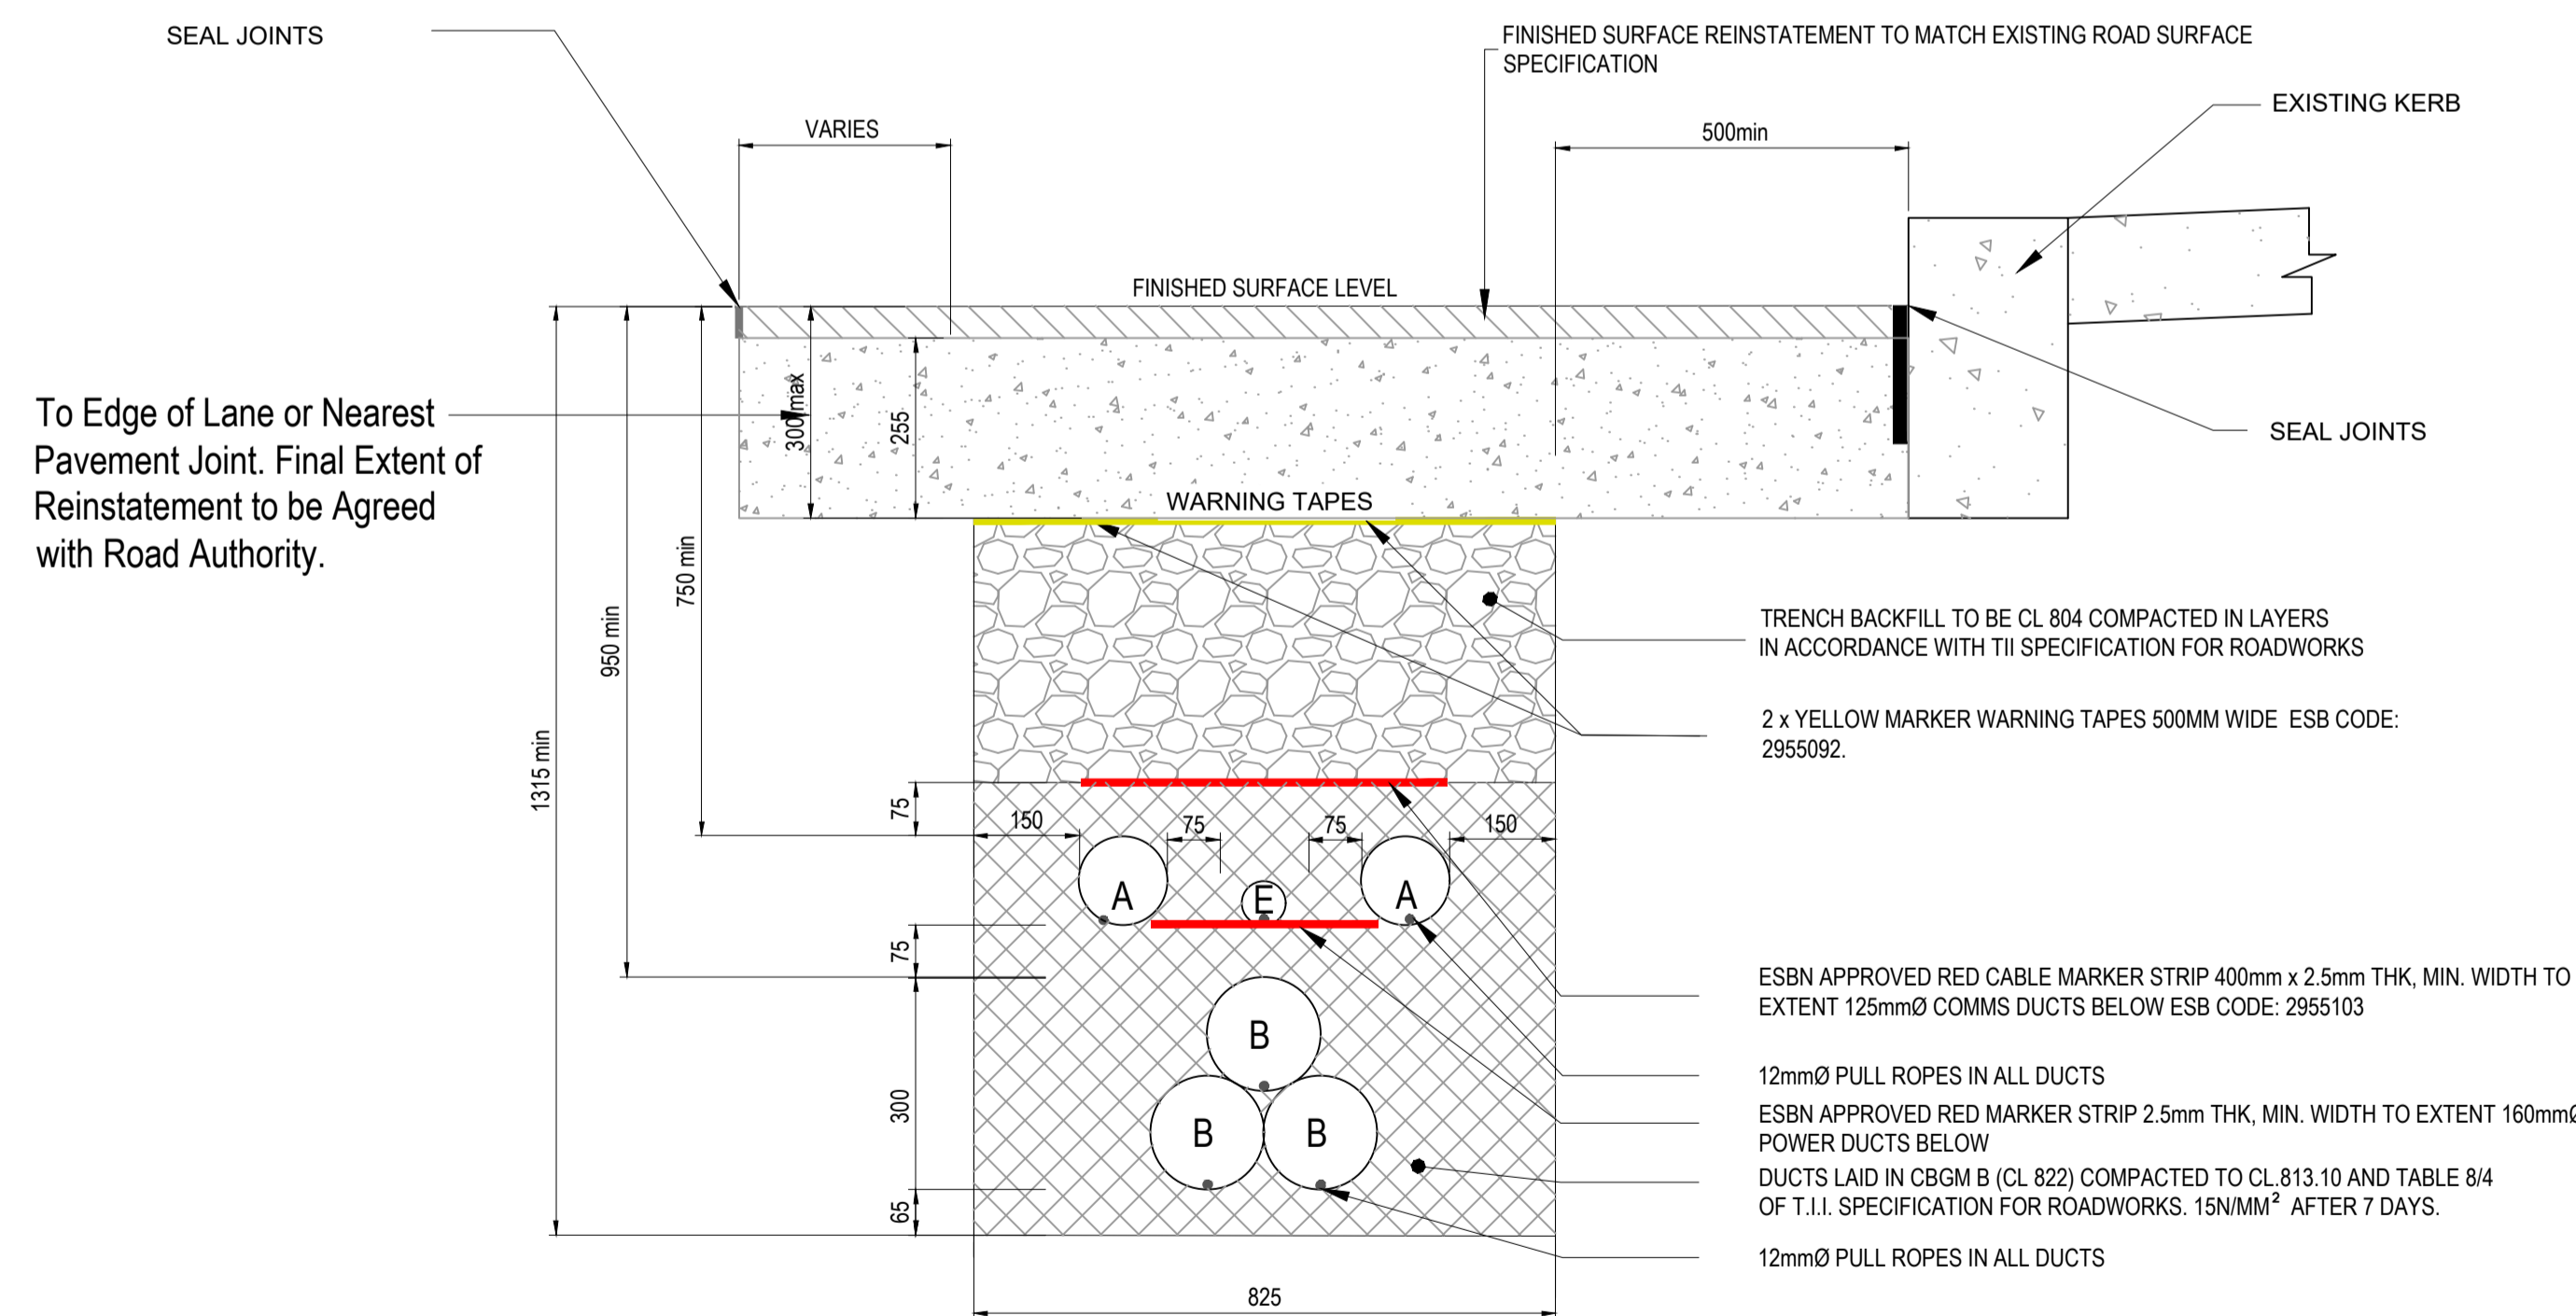 SEAL JOINTS
FINISHED SURFACE REINSTATEMENT TO MATCH EXISTING ROAD SURFACE
SPECIFICATION
EXISTING KERB
VARIES
500min
FINISHED SURFACE LEVEL
To Edge of Lane or Nearest
Pavement Joint. Final Extent of
Reinstatement to be Agreed
with Road Authority.
300 max
255
SEAL JOINTS
WARNING TAPES
750 min
950 min
1315 min
TRENCH BACKFILL TO BE CL 804 COMPACTED IN LAYERS
IN ACCORDANCE WITH TII SPECIFICATION FOR ROADWORKS
2 x YELLOW MARKER WARNING TAPES 500MM WIDE ESB CODE:
2955092.
75
150
75
75
150
A
E
A
75
ESBN APPROVED RED CABLE MARKER STRIP 400mm x 2.5mm THK, MIN. WIDTH TO
EXTENT 125mmØ COMMS DUCTS BELOW ESB CODE: 2955103
B
12mmØ PULL ROPES IN ALL DUCTS
300
B
B
ESBN APPROVED RED MARKER STRIP 2.5mm THK, MIN. WIDTH TO EXTENT 160mmØ
POWER DUCTS BELOW
DUCTS LAID IN CBGM B (CL 822) COMPACTED TO CL.813.10 AND TABLE 8/4
OF T.I.I. SPECIFICATION FOR ROADWORKS. 15N/MM² AFTER 7 DAYS.
65
12mmØ PULL ROPES IN ALL DUCTS
825